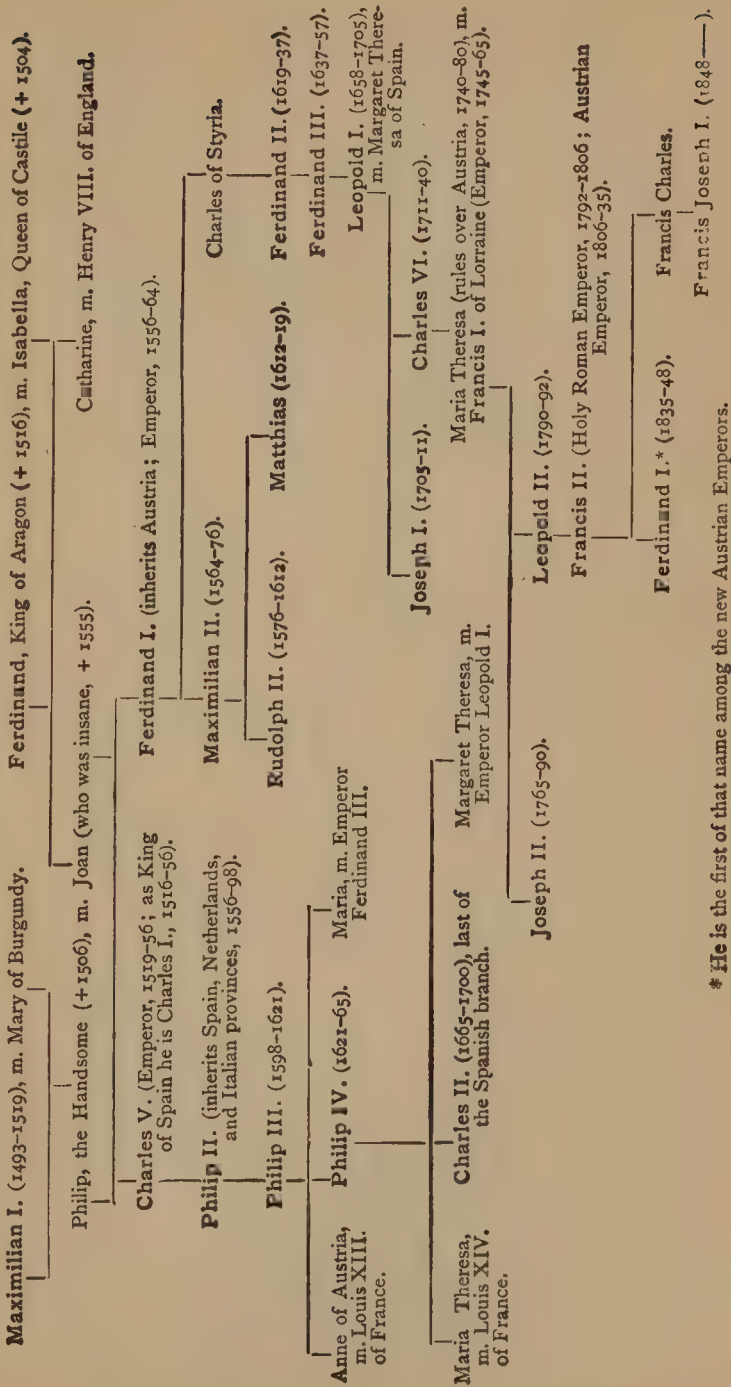 Maximilian I. (1493–1519), m. Mary of Burgundy.
Ferdinand, King of Aragon (+ 1516), m. Isabella, Queen of Castile (+ 1504).
Philip, the Handsome (+1506), m. Joan (who was insane, + 1555).
Catharine, m. Henry VIII. of England.
Charles V. (Emperor, 1519–56; as King
of Spain he is Charles I., 1516–56).
Ferdinand I. (inherits Austria; Emperor, 1556–64).
Philip II. (inherits Spain, Netherlands,
and Italian provinces, 1556–98).
Maximilian II. (1564–76).
Charles of Styria.
Philip III. (1598–1621).
Rudolph II. (1576–1612).
Matthias (1612–19).
Ferdinand II. (1619–37).
Anne of Austria,
m. Louis XIII.
of France.
Philip IV. (1621–65).
Maria, m. Emperor
Ferdinand III.
Ferdinand III. (1637–57).
Leopold I. (1658–1705),
m. Margaret There-
sa of Spain.
Maria Theresa,
m. Louis XIV.
of France.
Charles II. (1665–1700), last of
the Spanish branch.
Margaret Theresa, m.
Emperor Leopold I.
Joseph I. (1705–11).
Charles VI. (1711–40).
Maria Theresa (rules over Austria, 1740–80), m.
Francis I. of Lorraine (Emperor, 1745–65).
Joseph II. (1765–90).
Leopold II. (1790–92).
Francis II. (Holy Roman Emperor, 1792–1806; Austrian
Emperor, 1806–35).
Ferdinand I.* (1835–48).
Francis Charles.
Francis Joseph I. (1848——).
* He is the first of that name among the new Austrian Emperors.